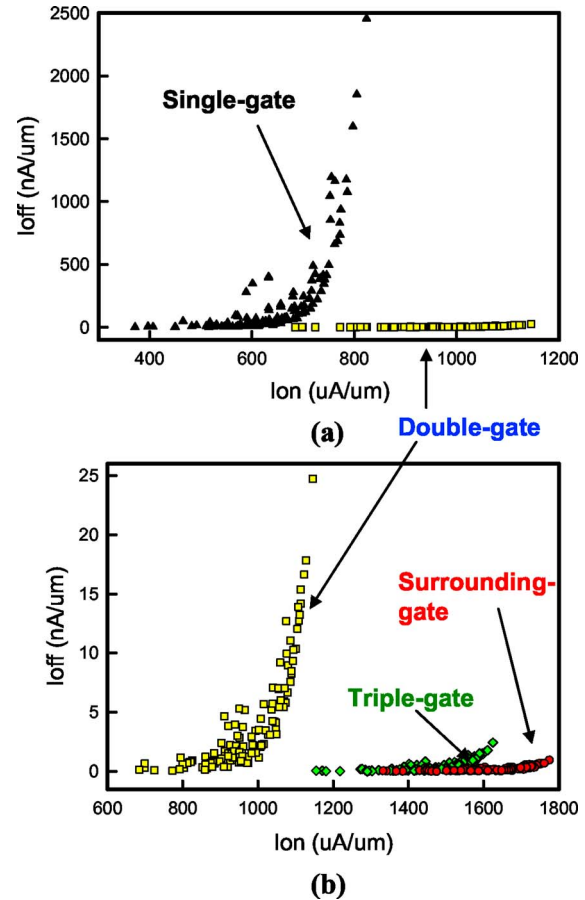 2500
2000
1500
1000
500
0
Ioff (nA/um)
Single-gate
400 600 800 1000 1200
Ion (uA/um)
(a)
Double-gate
25
20
15
10
5
0
Ioff (nA/um)
Surrounding-
gate
Triple-gate
600 800 1000 1200 1400 1600 1800
Ion (uA/um)
(b)